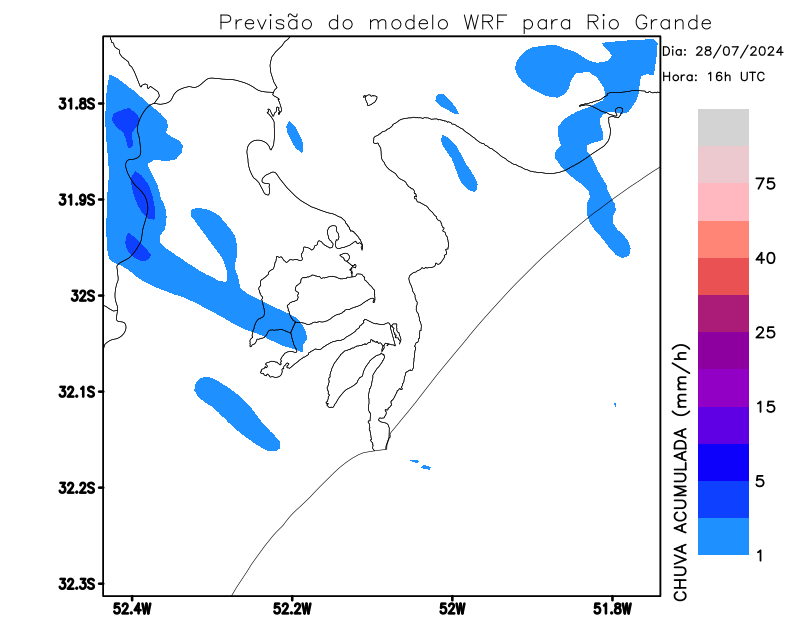 Previsão do modelo WRF para Rio Grande
Dia: 28/07/2024
Hora: 16h UTC
31.8S
31.9S
32S
32.1S
32.2S
32.3S
52.4W
52.2W
52W
51.8W
75
40
25
15
5
1
CHUVA ACUMULADA (mm/h)